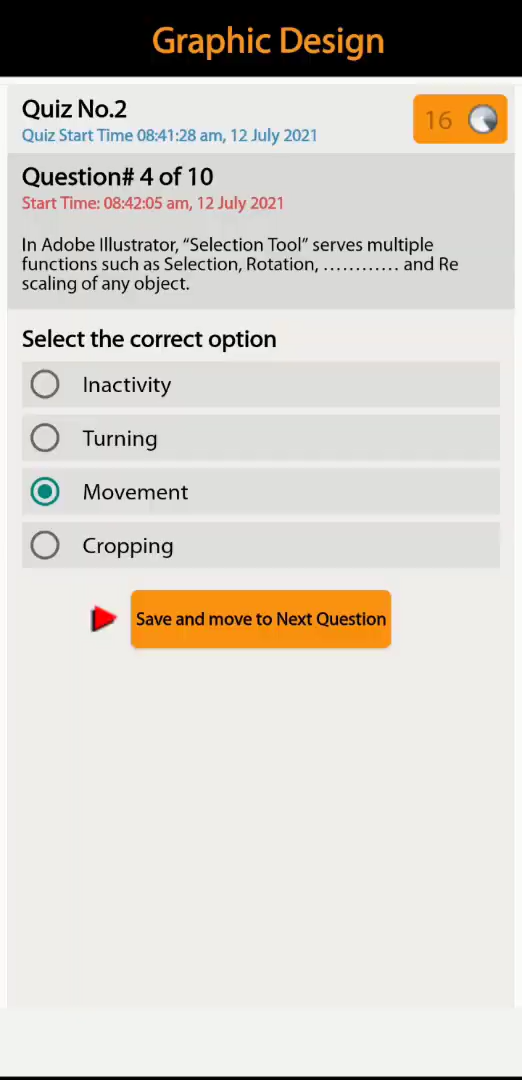 Graphic Design
Quiz No.2
16
Quiz Start Time 08:41:28 am, 12 July 2021
Question# 4 of 10
Start Time: 08:42:05 am, 12 July 2021
In Adobe Illustrator, “Selection Tool” serves multiple
functions such as Selection, Rotation, ………… and Re
scaling of any object.
Select the correct option
Inactivity
Turning
Movement
Cropping
Save and move to Next Question